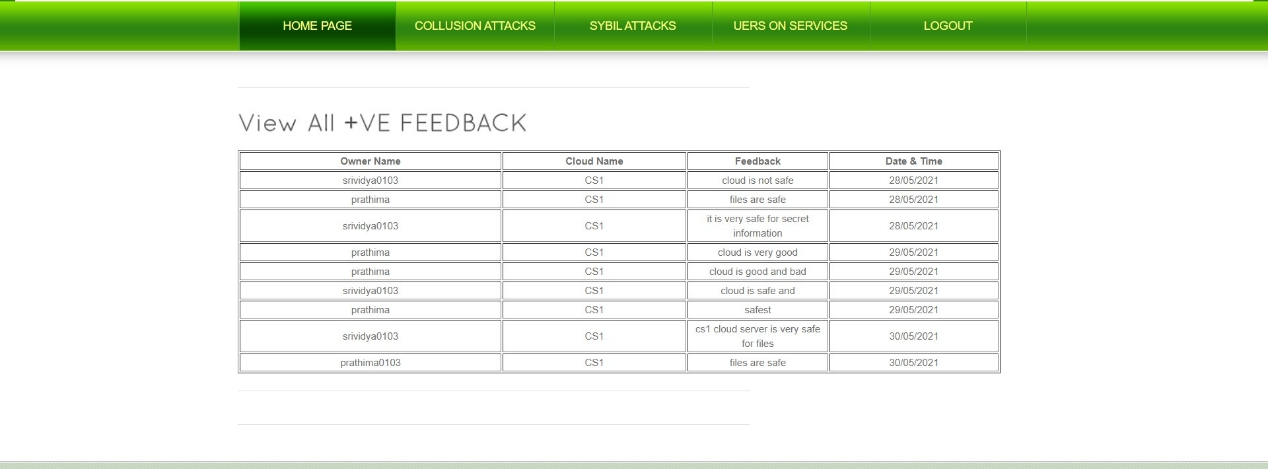 HOME PAGE COLLUSION ATTACKS SYBIL ATTACKS UERS ON SERVICES LOGOUT
View All +VE FEEDBACK
Owner Name Cloud Name Feedback Date & Time
srividya0103 CS1 cloud is not safe 28/05/2021
prathima CS1 files are safe 28/05/2021
srividya0103 CS1 it is very safe for secret information 28/05/2021
prathima CS1 cloud is very good 29/05/2021
prathima CS1 cloud is good and bad 29/05/2021
srividya0103 CS1 cloud is safe and 29/05/2021
prathima CS1 safest 29/05/2021
srividya0103 CS1 cs1 cloud server is very safe for files 30/05/2021
prathima0103 CS1 files are safe 30/05/2021